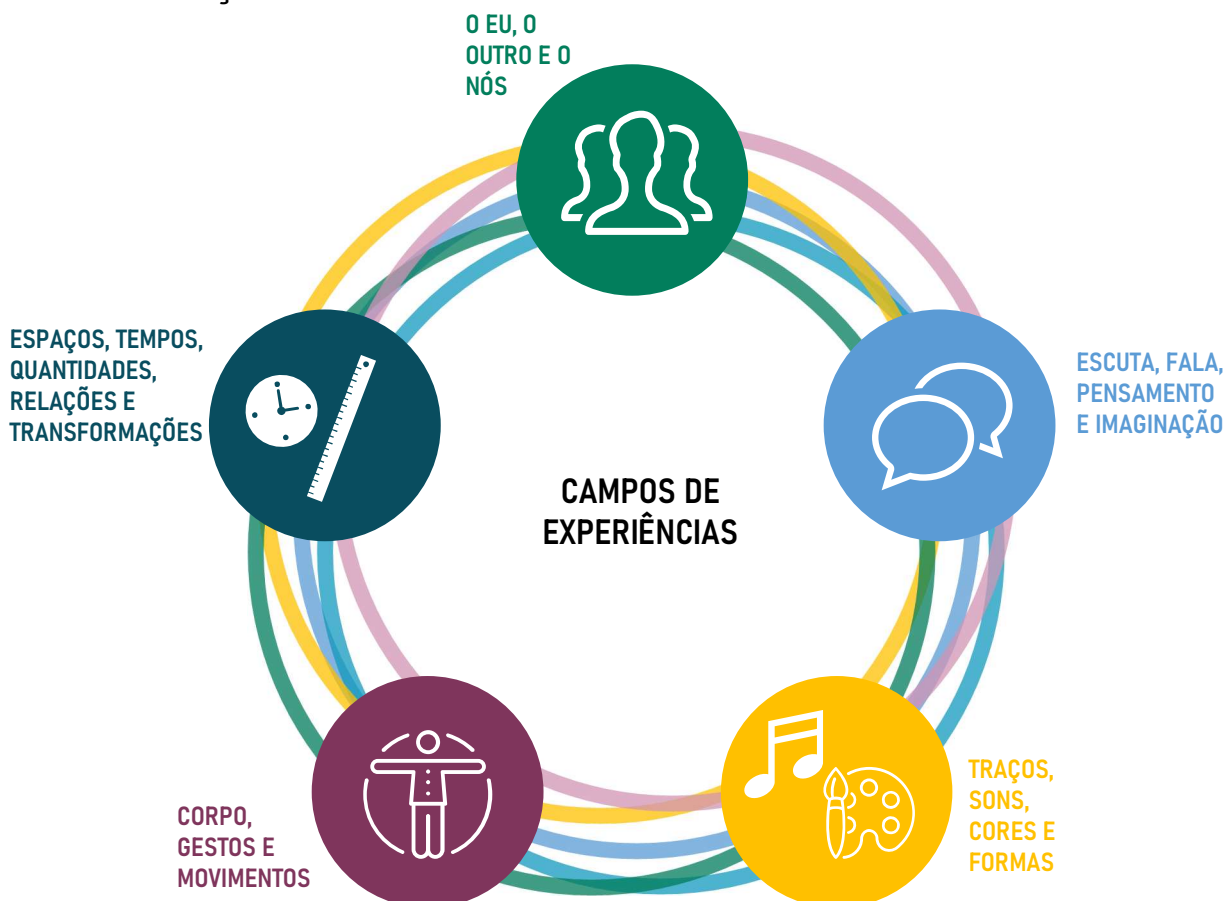 O EU, O
OUTRO E O
NÓS
ESPAÇOS, TEMPOS,
QUANTIDADES,
RELAÇÕES E
TRANSFORMAÇÕES
ESCUTA, FALA,
PENSAMENTO
E IMAGINAÇÃO
CAMPOS DE
EXPERIÊNCIAS
CORPO,
GESTOS E
MOVIMENTOS
TRAÇOS,
SONS,
CORES E
FORMAS